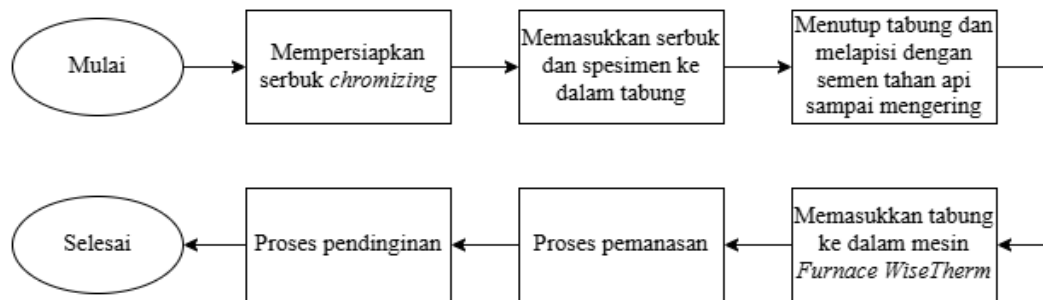 Mulai
Mempersiapkan
serbuk chromizing
Memasukkan serbuk
dan spesimen ke
dalam tabung
Menutup tabung dan
melapisi dengan
semen tahan api
sampai mengering
Memasukkan tabung
ke dalam mesin
Furnace WiseTherm
Proses pemanasan
Proses pendinginan
Selesai